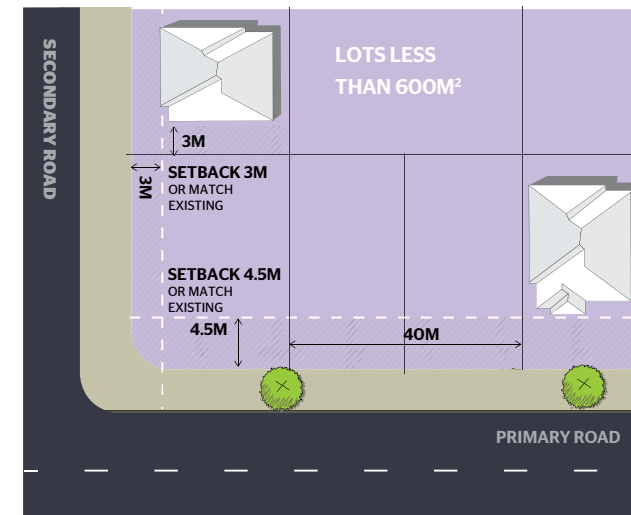 SECONDARY ROAD
LOTS LESS
THAN 600M²
3M
3M
SETBACK 3M
OR MATCH
EXISTING
SETBACK 4.5M
OR MATCH
EXISTING
4.5M
40M
PRIMARY ROAD